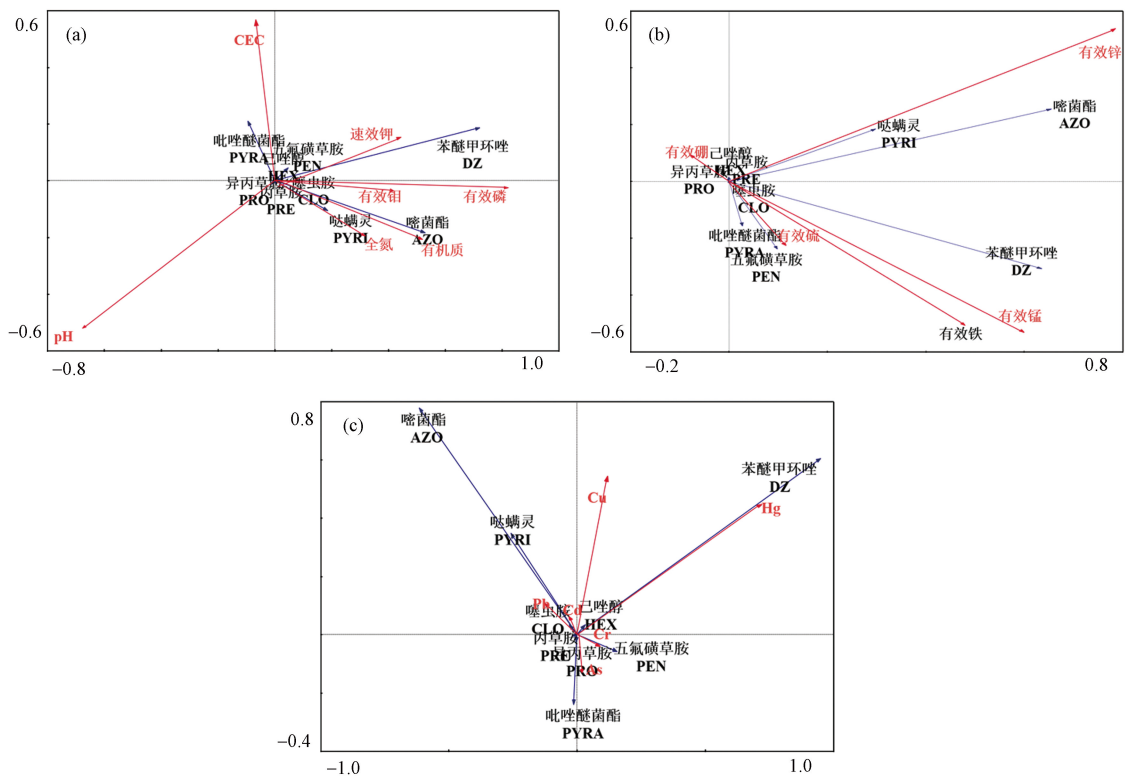 0.6
(a)
CEC
吡唑醚菌酯
PYRA
五氟磺草胺
PEN
己唑醇
HEX
速效钾
苯醚甲环唑
DZ
异丙草胺
PRO
噻虫胺
CLO
丙草胺
PRE
有效钼
有效磷
哒螨灵
PYRI
嘧菌酯
AZO
全氮
有机质
pH
−0.6
−0.8
1.0
0.6
(b)
有效锌
嘧菌酯
AZO
哒螨灵
PYRI
有效硼
己唑醇
HEX
丙草胺
PRE
异丙草胺
PRO
噻虫胺
CLO
吡唑醚菌酯
PYRA
有效硫
五氟磺草胺
PEN
苯醚甲环唑
DZ
有效锰
有效铁
−0.6
−0.2
0.8
0.8
(c)
嘧菌酯
AZO
苯醚甲环唑
DZ
Cu
Hg
哒螨灵
PYRI
Pb
Cd
噻虫胺
CLO
己唑醇
HEX
Cr
丙草胺
PRE
异丙草胺
PRO
五氟磺草胺
PEN
As
吡唑醚菌酯
PYRA
−0.4
−1.0
1.0